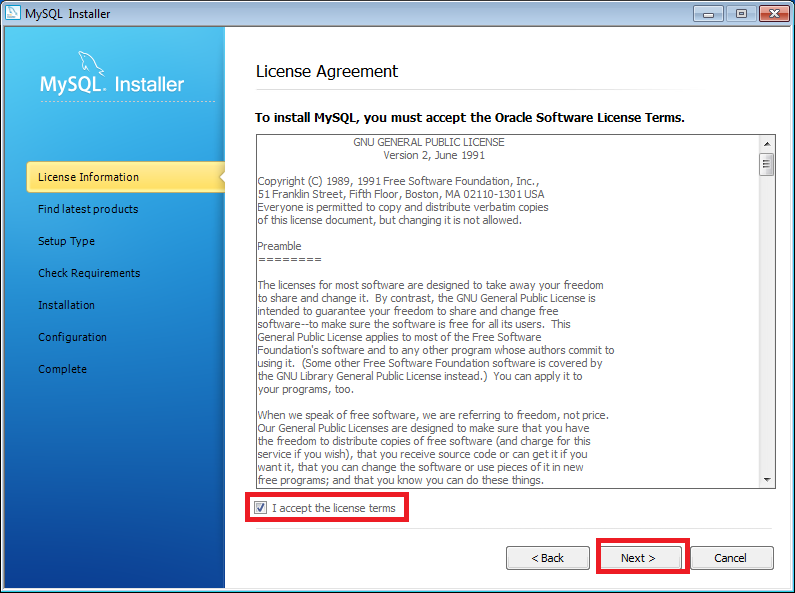 MySQL Installer
MySQL. Installer
License Information
Find latest products
Setup Type
Check Requirements
Installation
Configuration
Complete
License Agreement
To install MySQL, you must accept the Oracle Software License Terms.
GNU GENERAL PUBLIC LICENSE
Version 2, June 1991
Copyright (C) 1989, 1991 Free Software Foundation, Inc.,
51 Franklin Street, Fifth Floor, Boston, MA 02110-1301 USA
Everyone is permitted to copy and distribute verbatim copies
of this license document, but changing it is not allowed.
Preamble
========
The licenses for most software are designed to take away your freedom
to share and change it.  By contrast, the GNU General Public License is
intended to guarantee your freedom to share and change free
software--to make sure the software is free for all its users.  This
General Public License applies to most of the Free Software
Foundation's software and to any other program whose authors commit to
using it.  (Some other Free Software Foundation software is covered by
the GNU Library General Public License instead.)  You can apply it to
your programs, too.
When we speak of free software, we are referring to freedom, not price.
Our General Public Licenses are designed to make sure that you have
the freedom to distribute copies of free software (and charge for this
service if you wish), that you receive source code or can get it if you
want it, that you can change the software or use pieces of it in new
free programs; and that you know you can do these things.
I accept the license terms
< Back
Next >
Cancel